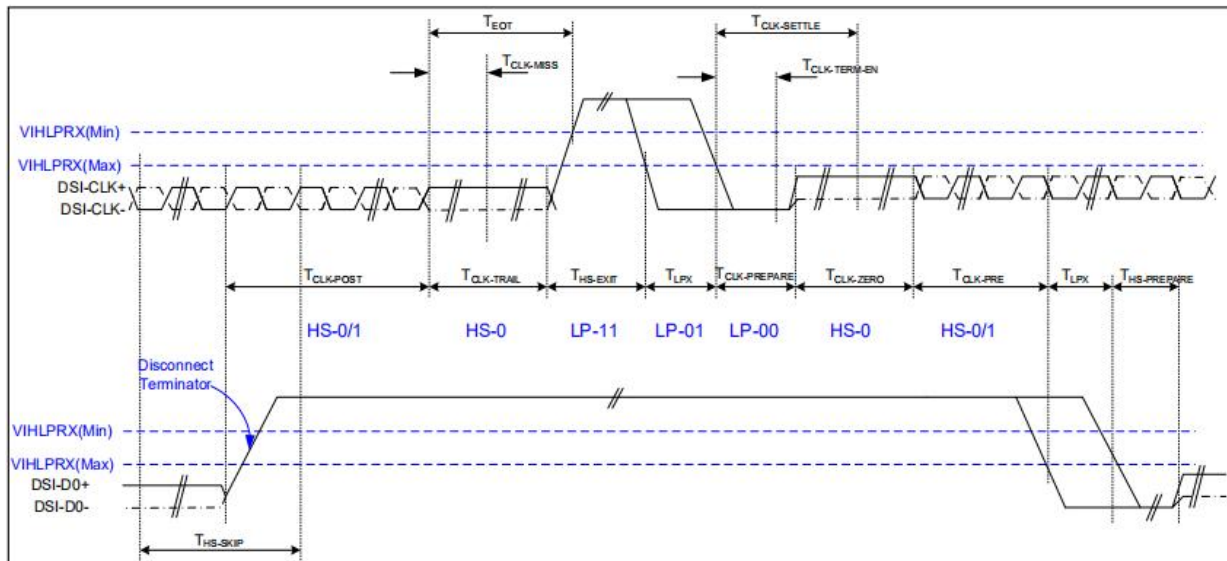 TEOT
TCLK-SETTLE
TCLK-MISS
TCLK-TERM-EN
VIHLPRX(Min)
VIHLPRX(Max)
DSI-CLK+
DSI-CLK-
TCLK-POST
TCLK-TRAIL
THS-EXIT
TLPX
TCLK-PREPARE
TCLK-ZERO
TCLK-PRE
TLPX
THS-PREPARE
HS-0/1
HS-0
LP-11
LP-01
LP-00
HS-0
HS-0/1
Disconnect
Terminator
VIHLPRX(Min)
VIHLPRX(Max)
DSI-D0+
DSI-D0-
THS-SKIP